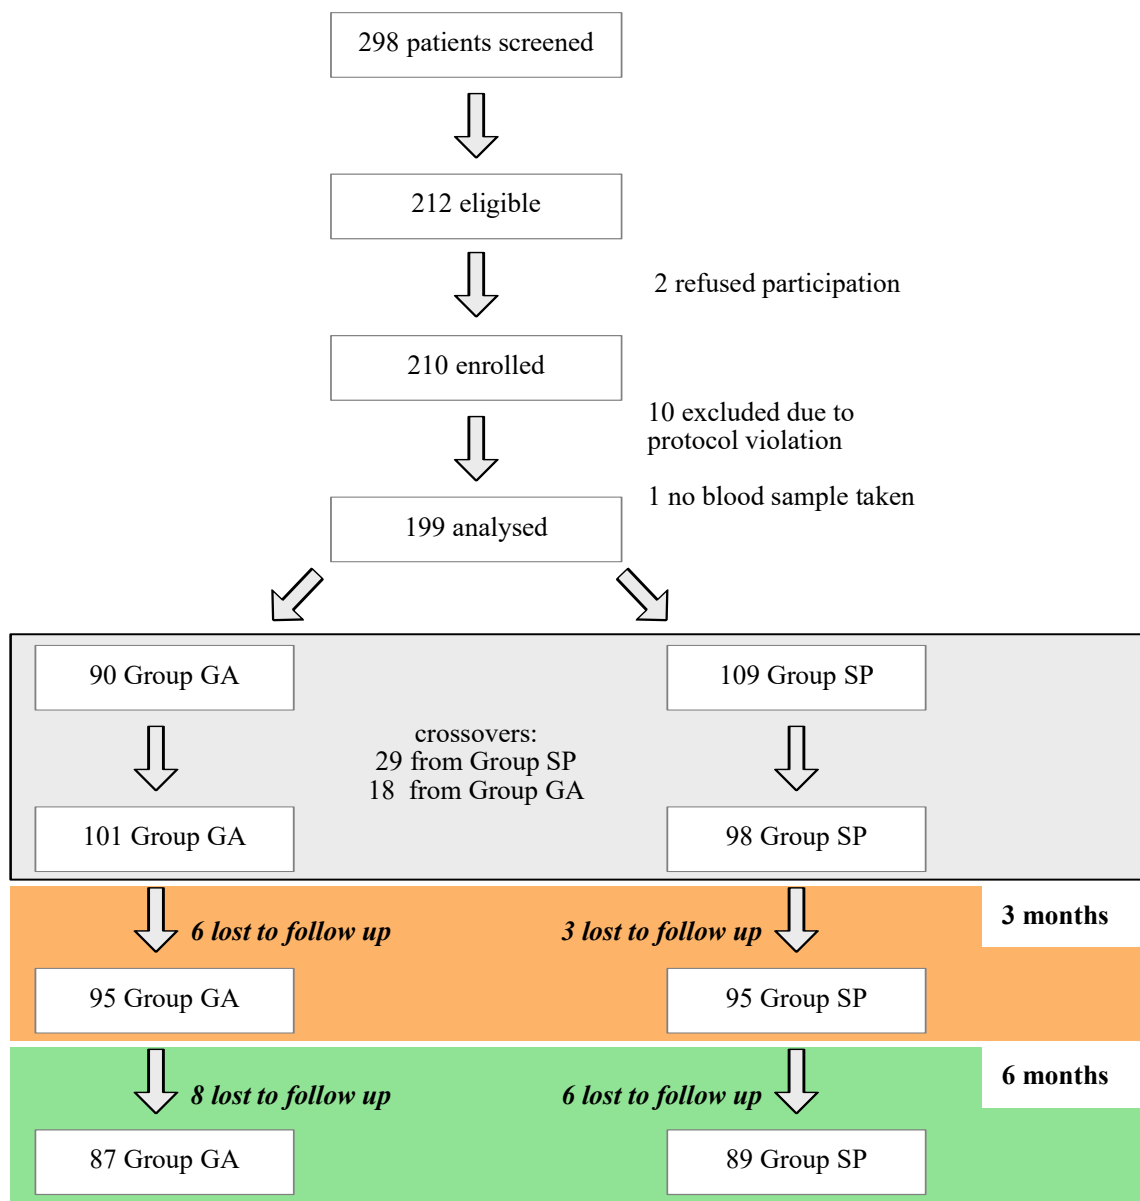 298 patients screened
212 eligible
2 refused participation
210 enrolled
10 excluded due to
protocol violation
1 no blood sample taken
199 analysed
90 Group GA
109 Group SP
crossovers:
29 from Group SP
18 from Group GA
101 Group GA
98 Group SP
3 months
6 lost to follow up
3 lost to follow up
95 Group GA
95 Group SP
6 months
8 lost to follow up
6 lost to follow up
87 Group GA
89 Group SP